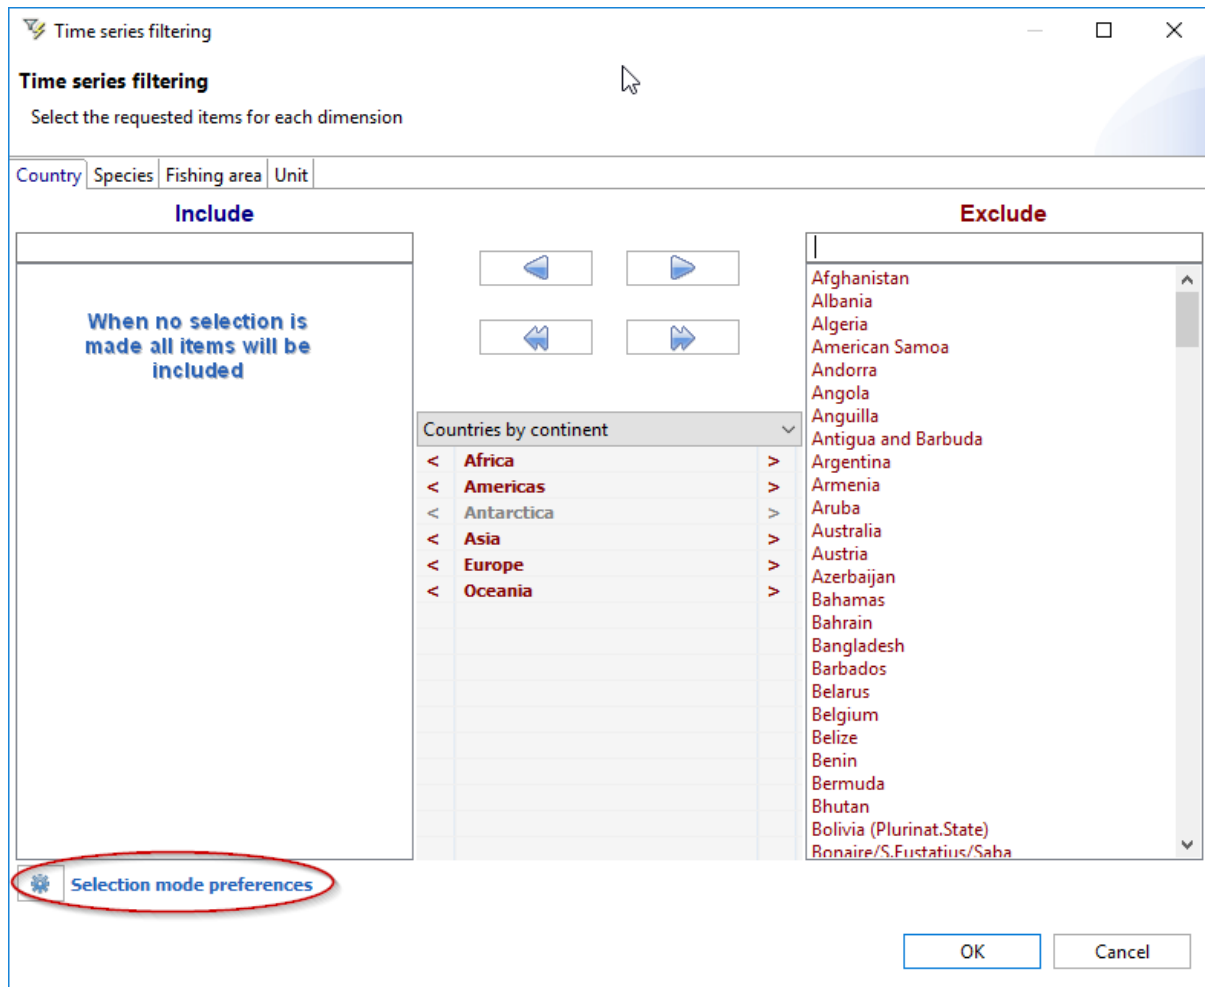 Time series filtering
Time series filtering
Select the requested items for each dimension
Country Species Fishing area Unit
Include
Exclude
When no selection is
made all items will be
included
Countries by continent
< Africa >
< Americas >
< Antarctica >
< Asia >
< Europe >
< Oceania >
Afghanistan
Albania
Algeria
American Samoa
Andorra
Angola
Anguilla
Antigua and Barbuda
Argentina
Armenia
Aruba
Australia
Austria
Azerbaijan
Bahamas
Bahrain
Bangladesh
Barbados
Belarus
Belgium
Belize
Benin
Bermuda
Bhutan
Bolivia (Plurinat.State)
Bonaire/S.Eustatius/Saba
Selection mode preferences
OK Cancel